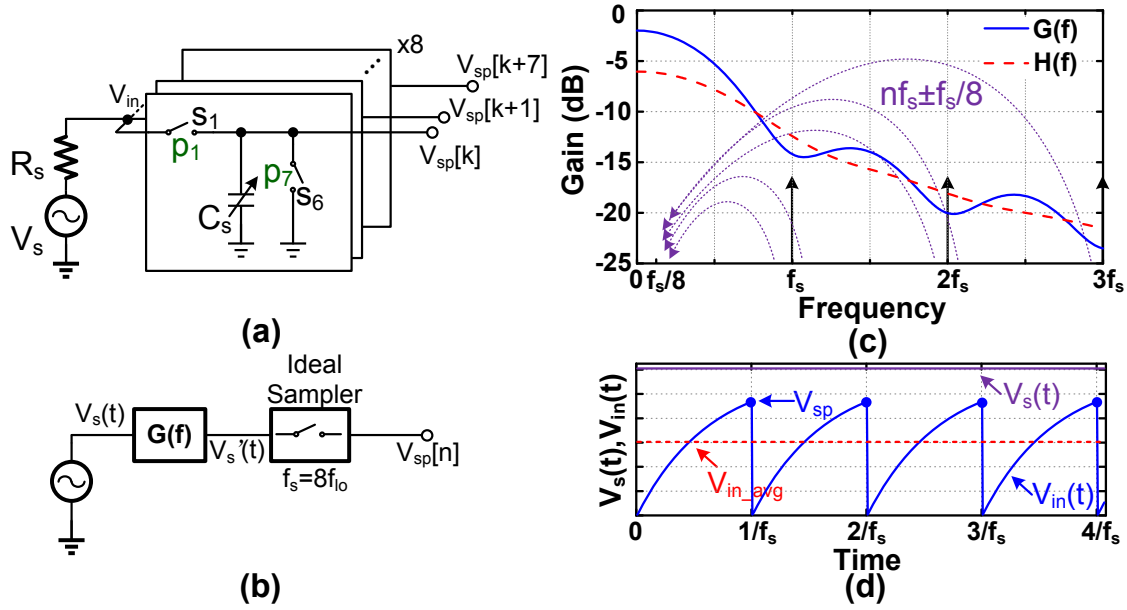 x8
V_sp[k+7]
V_in
V_sp[k+1]
S_1
V_sp[k]
p_1
R_s
p_7
S_6
C_s
V_s
(a)
Ideal
Sampler
V_s(t)
G(f)
V_s'(t)
V_sp[n]
f_s=8f_lo
(b)
0
-5
-10
-15
-20
-25
Gain (dB)
G(f)
H(f)
nf_s±f_s/8
0 f_s/8 f_s 2f_s 3f_s
Frequency
(c)
V_s(t), V_in(t)
V_sp
V_s(t)
V_in_avg
V_in(t)
0 1/f_s 2/f_s 3/f_s 4/f_s
Time
(d)